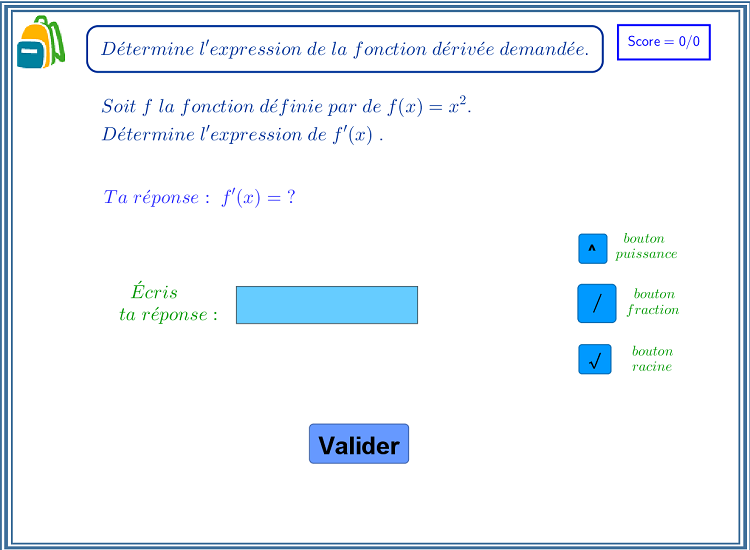 Détermine l'expression de la fonction dérivée demandée.
Score = 0/0
Soit f la fonction définie par de f(x) = x².
Détermine l'expression de f'(x) .
Ta réponse : f'(x) = ?
Écris
ta réponse :
^
bouton
puissance
/
bouton
fraction
√
bouton
racine
Valider